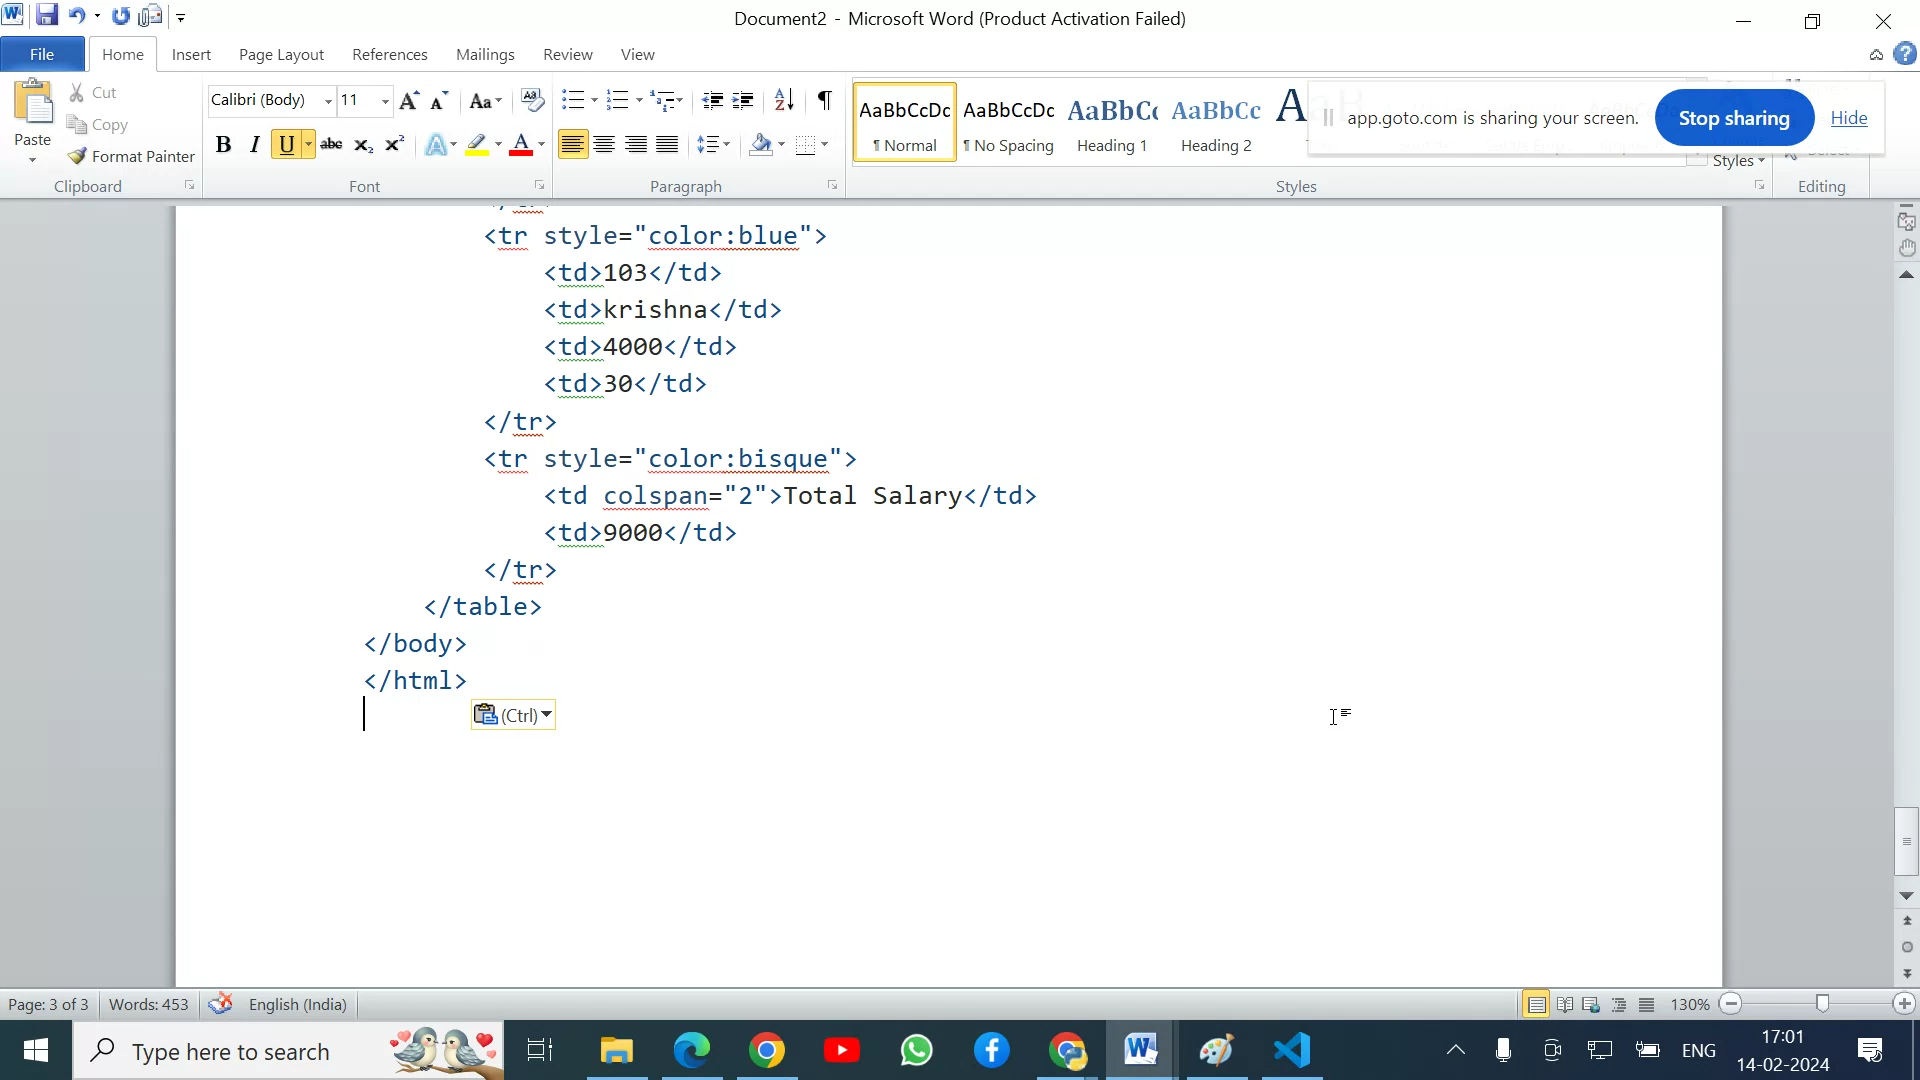 Document2 - Microsoft Word (Product Activation Failed)
File Home Insert Page Layout References Mailings Review View
Paste
Cut
Copy
Format Painter
Clipboard
Calibri (Body) 11
Font
Paragraph
AaBbCcDc AaBbCcDc AaBbCc AaBbCc
¶ Normal ¶ No Spacing Heading 1 Heading 2
Styles
app.goto.com is sharing your screen. Stop sharing Hide
Styles
Editing
<tr style="color:blue">
<td>103</td>
<td>krishna</td>
<td>4000</td>
<td>30</td>
</tr>
<tr style="color:bisque">
<td colspan="2">Total Salary</td>
<td>9000</td>
</tr>
</table>
</body>
</html>
(Ctrl)
Page: 3 of 3 Words: 453 English (India) 130%
Type here to search
ENG
17:01
14-02-2024